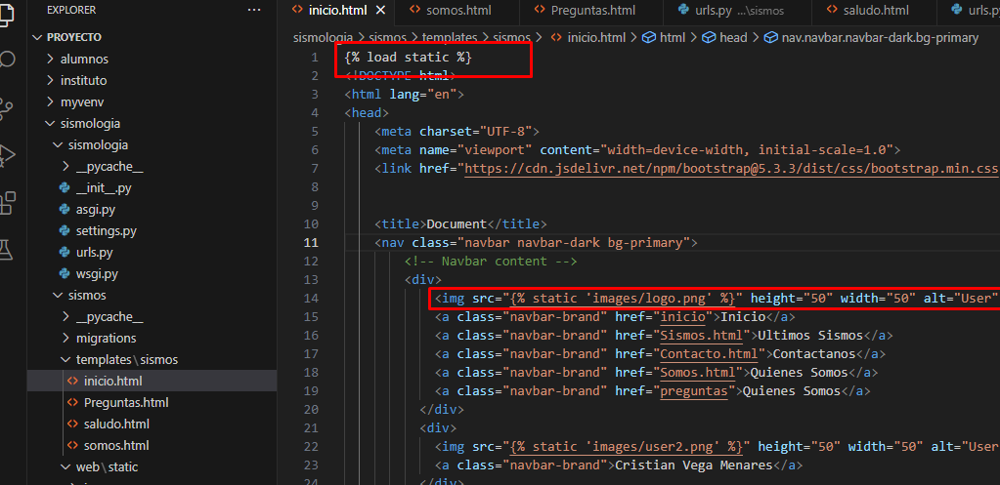 EXPLORER ...
PROYECTO
alumnos
instituto
myvenv
sismologia
sismologia
__pycache__
__init__.py
asgi.py
settings.py
urls.py
wsgi.py
sismos
__pycache__
migrations
templates\sismos
inicio.html
Preguntas.html
saludo.html
somos.html
web\static
inicio.html somos.html Preguntas.html urls.py ...\sismos saludo.html urls.py
sismologia > sismos > templates > sismos > inicio.html > html > head > nav.navbar.navbar-dark.bg-primary
1 {% load static %}
2 <!DOCTYPE html>
3 <html lang="en">
4 <head>
5 <meta charset="UTF-8">
6 <meta name="viewport" content="width=device-width, initial-scale=1.0">
7 <link href="https://cdn.jsdelivr.net/npm/bootstrap@5.3.3/dist/css/bootstrap.min.css
8
9
10 <title>Document</title>
11 <nav class="navbar navbar-dark bg-primary">
12 <!-- Navbar content -->
13 <div>
14 <img src="{% static 'images/logo.png' %}" height="50" width="50" alt="User"
15 <a class="navbar-brand" href="inicio">Inicio</a>
16 <a class="navbar-brand" href="Sismos.html">Ultimos Sismos</a>
17 <a class="navbar-brand" href="Contacto.html">Contactanos</a>
18 <a class="navbar-brand" href="Somos.html">Quienes Somos</a>
19 <a class="navbar-brand" href="preguntas">Quienes Somos</a>
20 </div>
21 <div>
22 <img src="{% static 'images/user2.png' %}" height="50" width="50" alt="User
23 <a class="navbar-brand">Cristian Vega Menares</a>
24 </div>